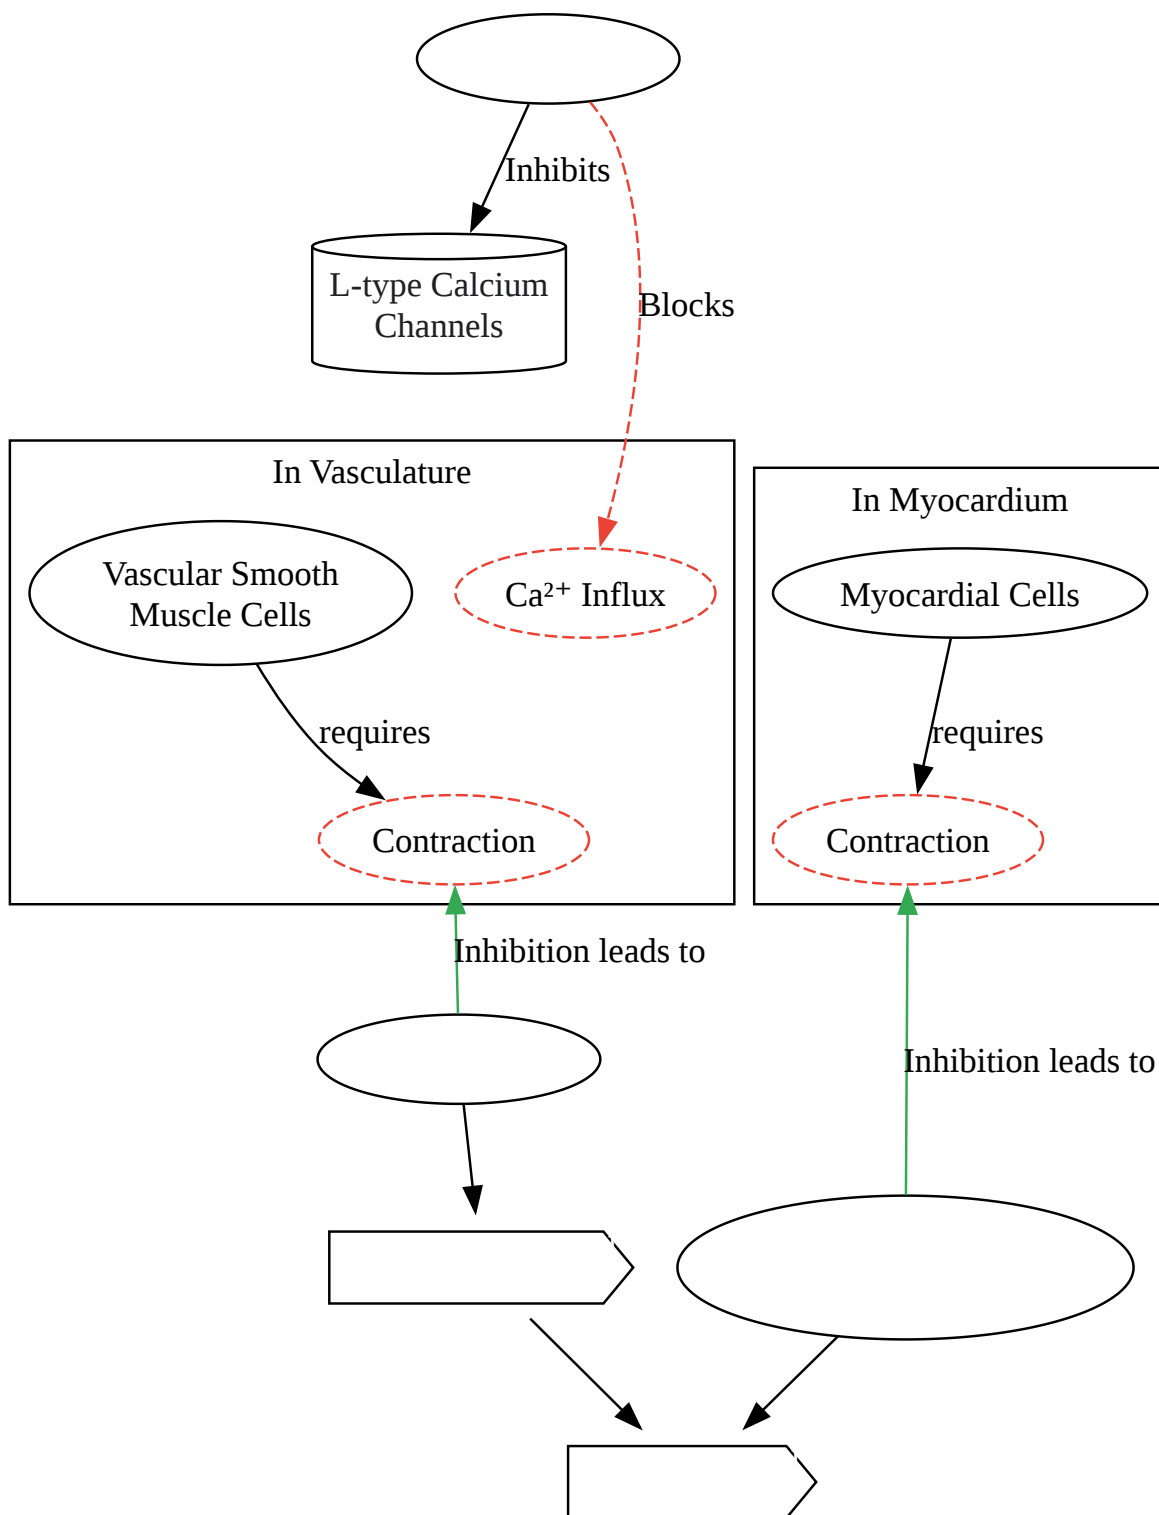 Inhibits
L-type Calcium
Channels
Blocks
In Vasculature
In Myocardium
Vascular Smooth
Muscle Cells
Ca²⁺ Influx
Myocardial Cells
requires
requires
Contraction
Contraction
Inhibition leads to
Inhibition leads to